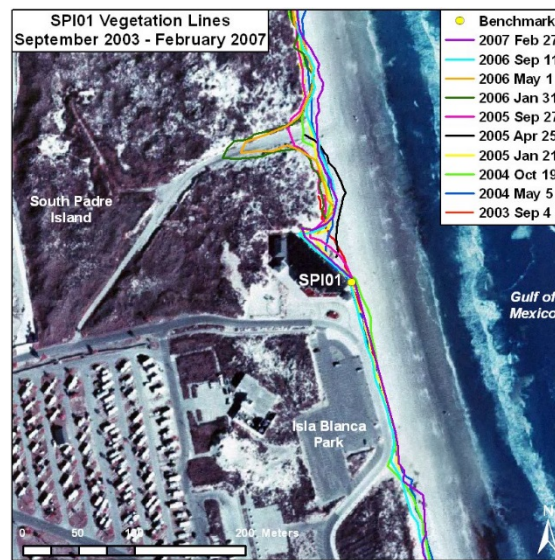 SPI01 Vegetation Lines
September 2003 - February 2007
Benchmark
2007 Feb 27
2006 Sep 11
2006 May 1
2006 Jan 31
2005 Sep 27
2005 Apr 25
2005 Jan 21
2004 Oct 19
2004 May 5
2003 Sep 4
South Padre
Island
SPI01
Gulf of
Mexico
Isla Blanca
Park
0 50 100 200 Meters
N